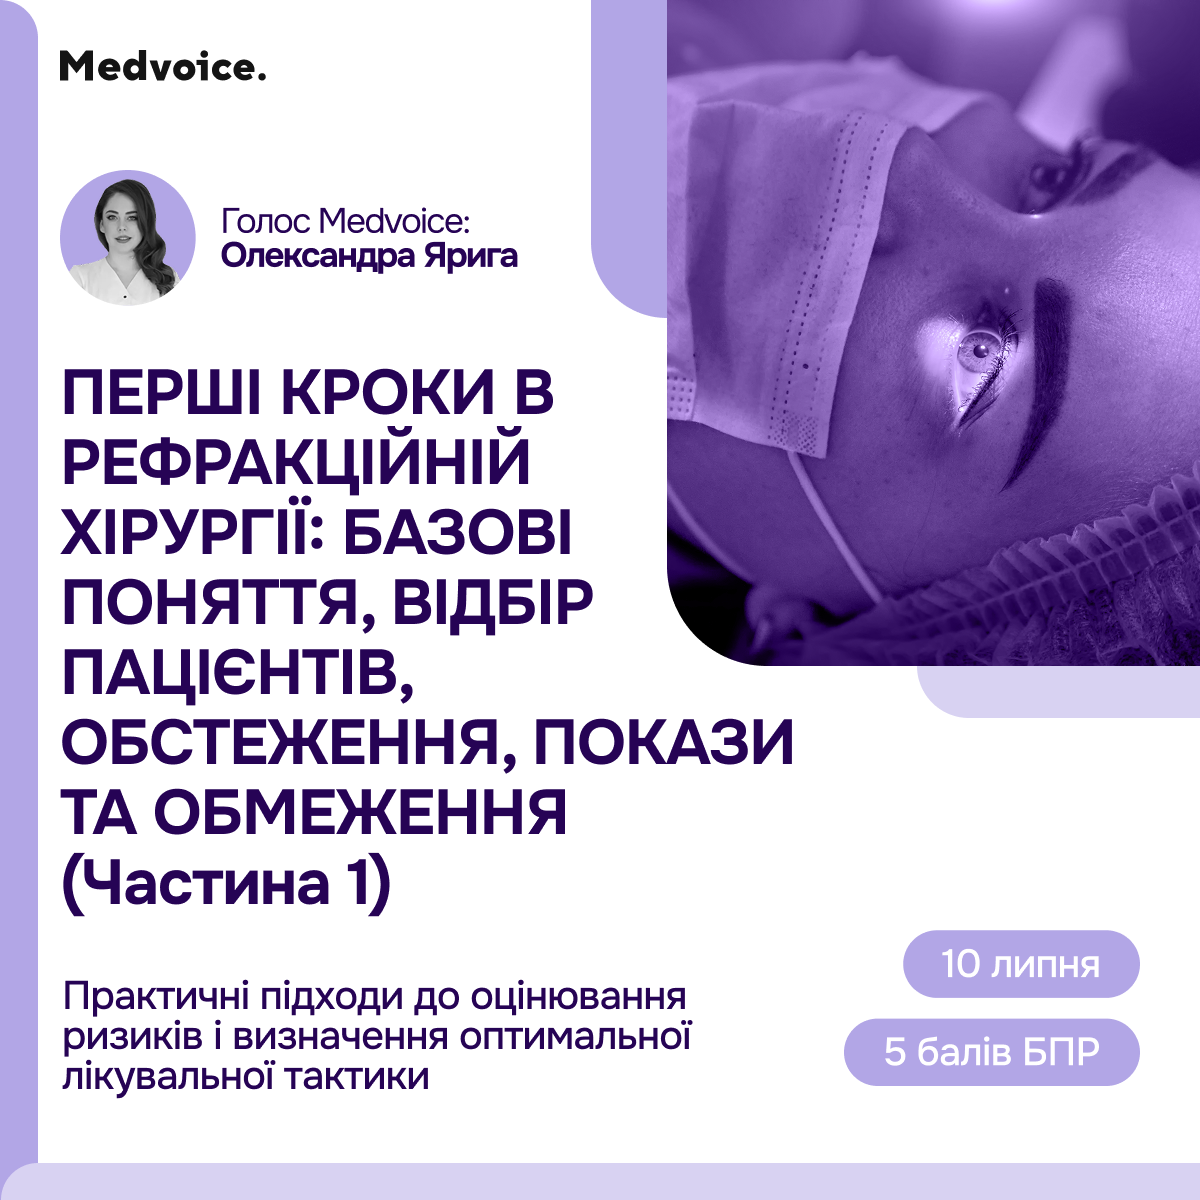 Medvoice.
Голос Medvoice:
Олександра Ярига
ПЕРШІ КРОКИ В
РЕФРАКЦІЙНІЙ
ХІРУРГІЇ: БАЗОВІ
ПОНЯТТЯ, ВІДБІР
ПАЦІЄНТІВ,
ОБСТЕЖЕННЯ, ПОКАЗИ
ТА ОБМЕЖЕННЯ
(Частина 1)
Практичні підходи до оцінювання
ризиків і визначення оптимальної
лікувальної тактики
10 липня
5 балів БПР